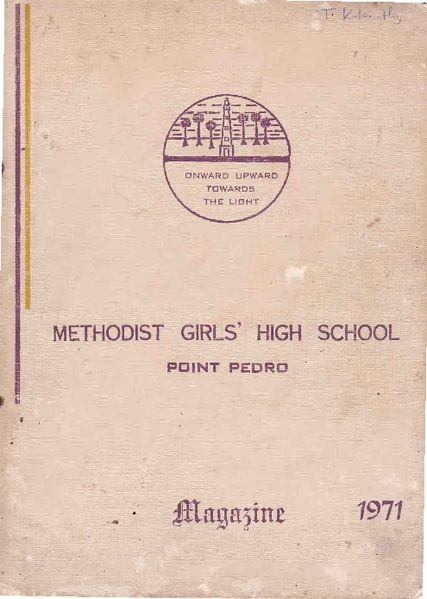 T.
ONWARD UPWARD
TOWARDS
THE LIGHT
METHODIST GIRLS' HIGH SCHOOL
POINT PEDRO
Magazine 1971